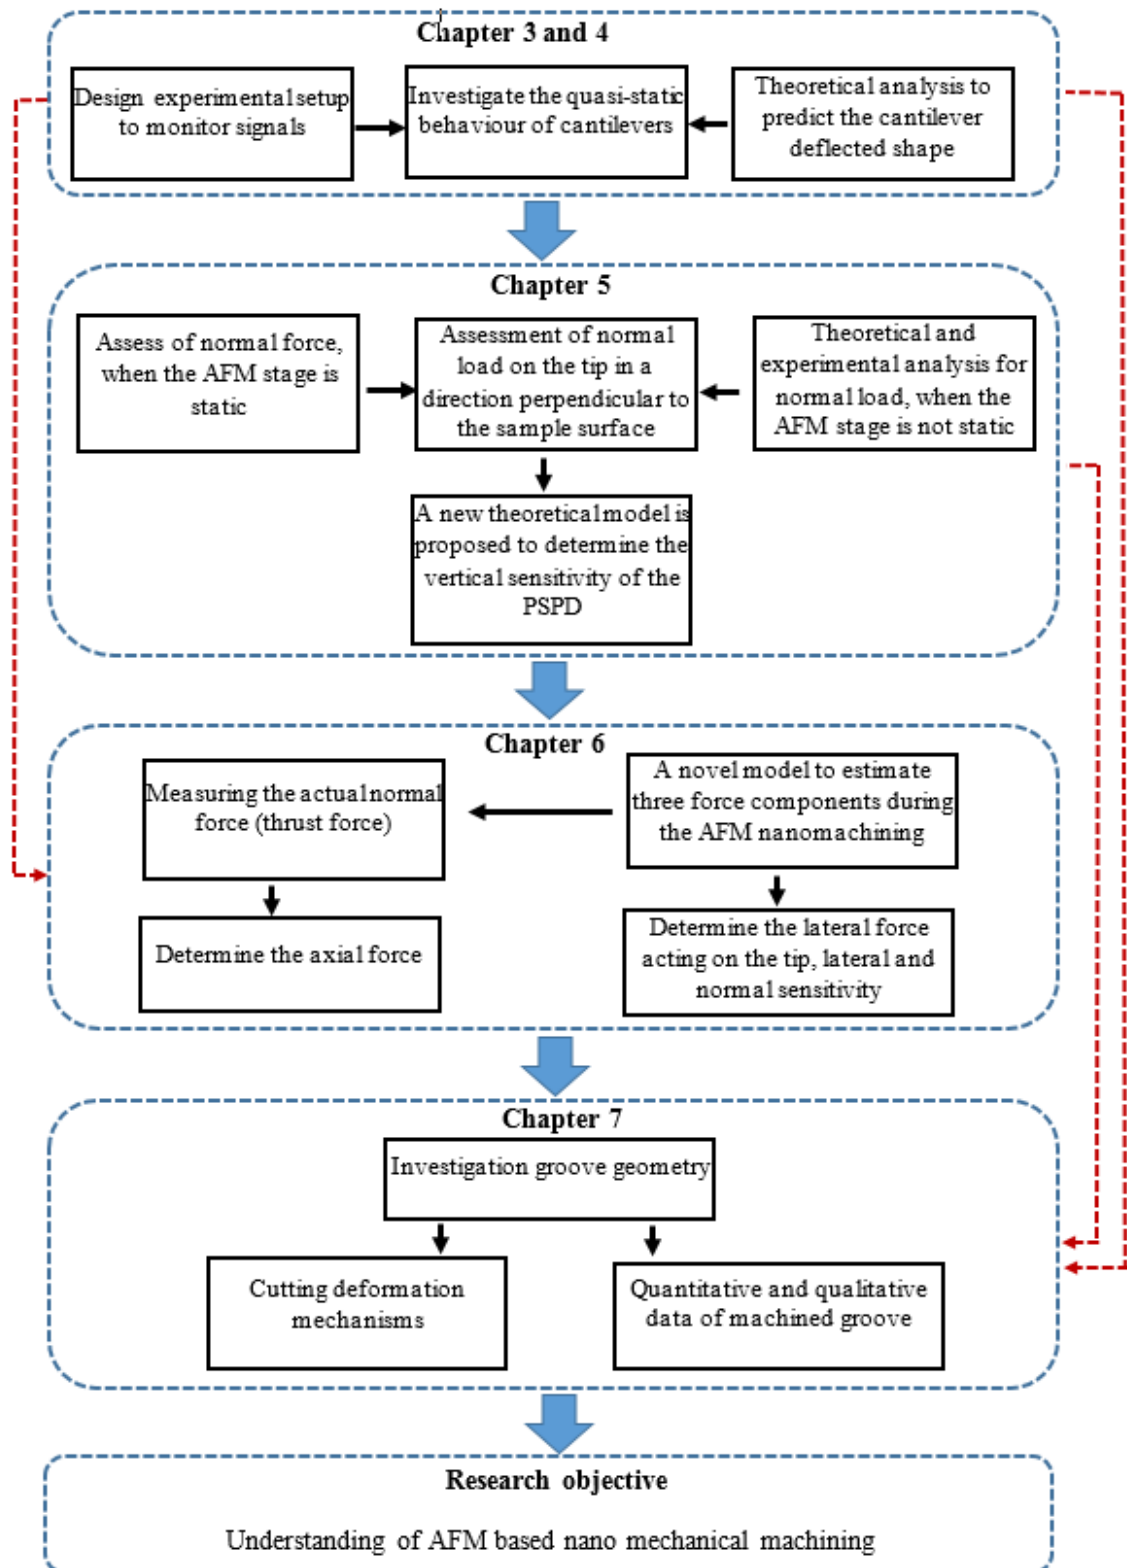 Chapter 3 and 4
Design experimental setup
to monitor signals
Investigate the quasi-static
behaviour of cantilevers
Theoretical analysis to
predict the cantilever
deflected shape
Chapter 5
Assess of normal force,
when the AFM stage is
static
Assessment of normal
load on the tip in a
direction perpendicular to
the sample surface
Theoretical and
experimental analysis for
normal load, when the
AFM stage is not static
A new theoretical model is
proposed to determine the
vertical sensitivity of the
PSPD
Chapter 6
Measuring the actual normal
force (thrust force)
A novel model to estimate
three force components during
the AFM nanomachining
Determine the axial force
Determine the lateral force
acting on the tip, lateral and
normal sensitivity
Chapter 7
Investigation groove geometry
Cutting deformation
mechanisms
Quantitative and qualitative
data of machined groove
Research objective
Understanding of AFM based nano mechanical machining